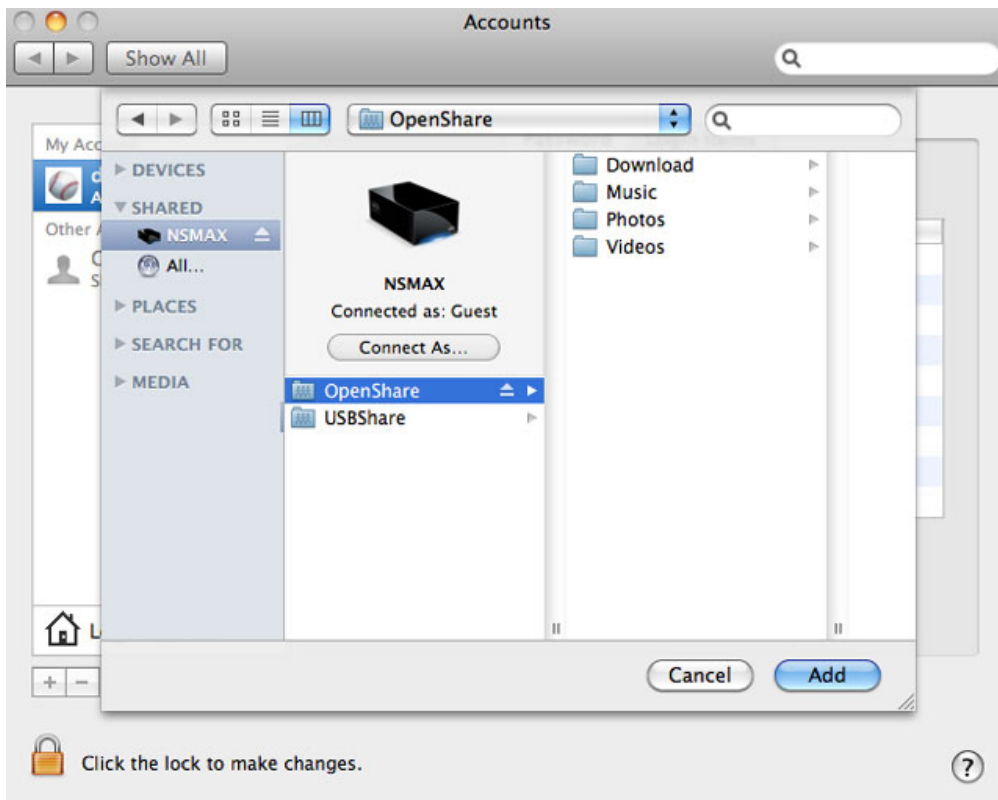 Accounts
Show All
OpenShare
My Acc
DEVICES
SHARED
NSMAX
All...
PLACES
SEARCH FOR
MEDIA
Other A
NSMAX
Connected as: Guest
Connect As...
OpenShare
USBShare
Download
Music
Photos
Videos
Cancel
Add
Click the lock to make changes.
?